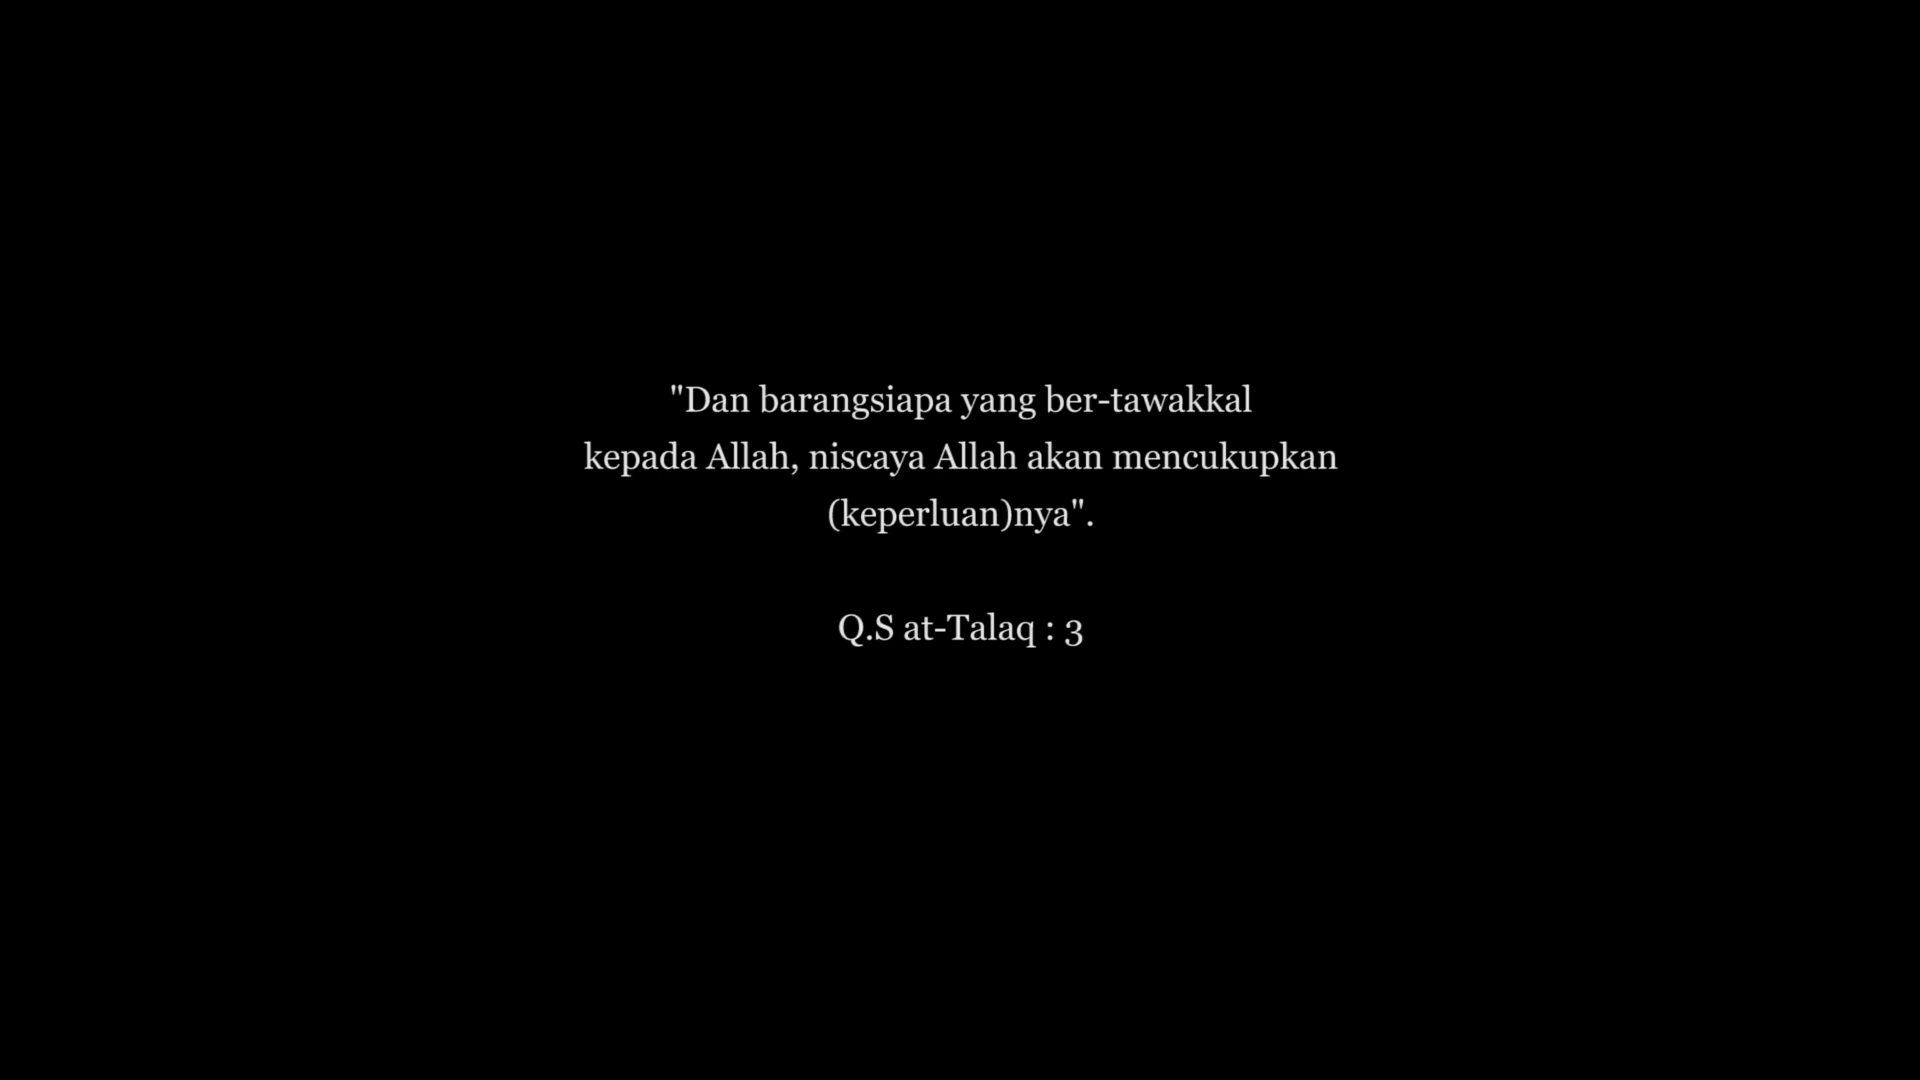 "Dan barangsiapa yang ber-tawakkal
kepada Allah, niscaya Allah akan mencukupkan
(keperluan)nya".
Q.S at-Talaq : 3